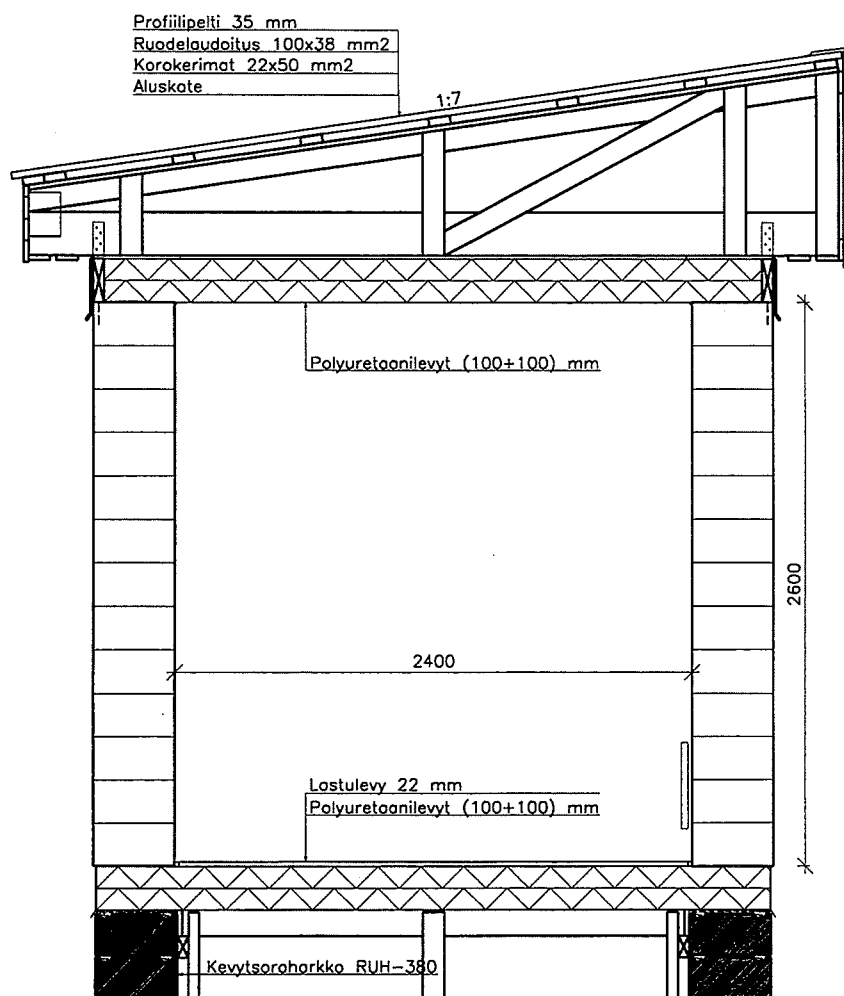 Profiilipelti 35 mm
Ruodelaudoitus 100x38 mm2
Korokerimat 22x50 mm2
Aluskate
1:7
Polyuretaanilevyt (100+100) mm
2600
2400
Lastulevy 22 mm
Polyuretaanilevyt (100+100) mm
Kevytsoraharkko RUH-380